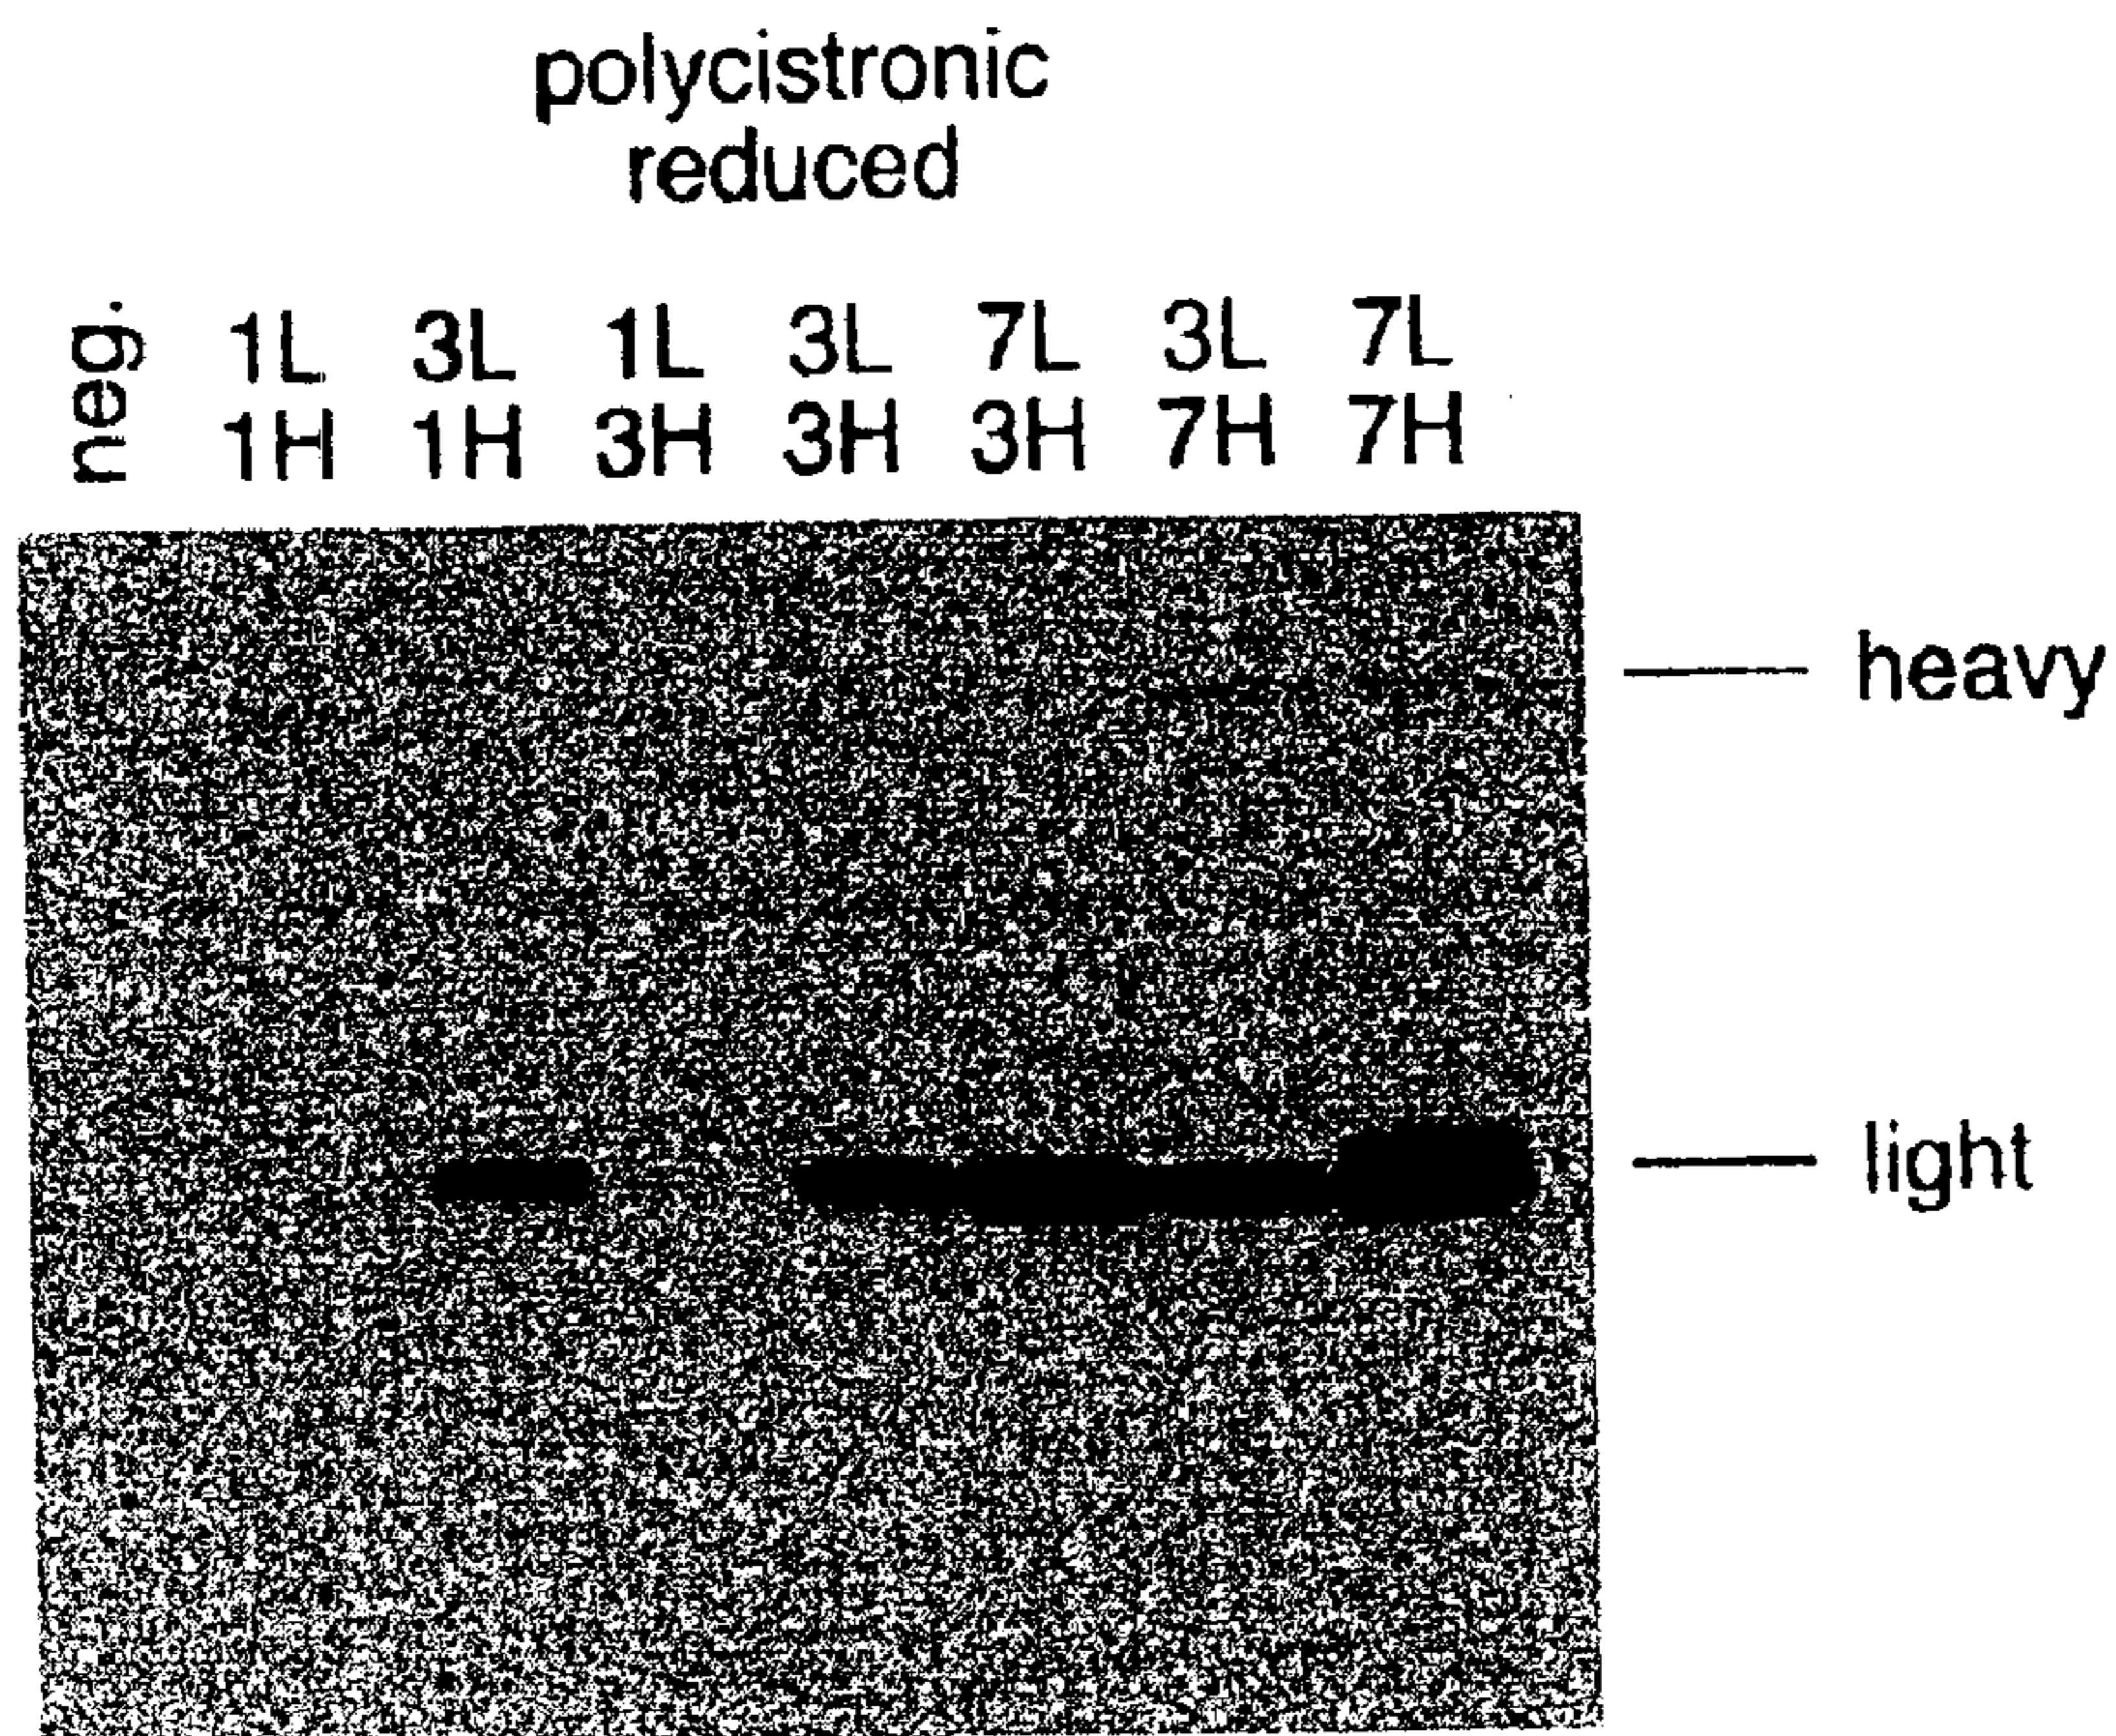 polycistronic
reduced
neg. 1L 3L 1L 3L 7L 3L 7L
1H 1H 3H 3H 3H 7H 7H
heavy
light